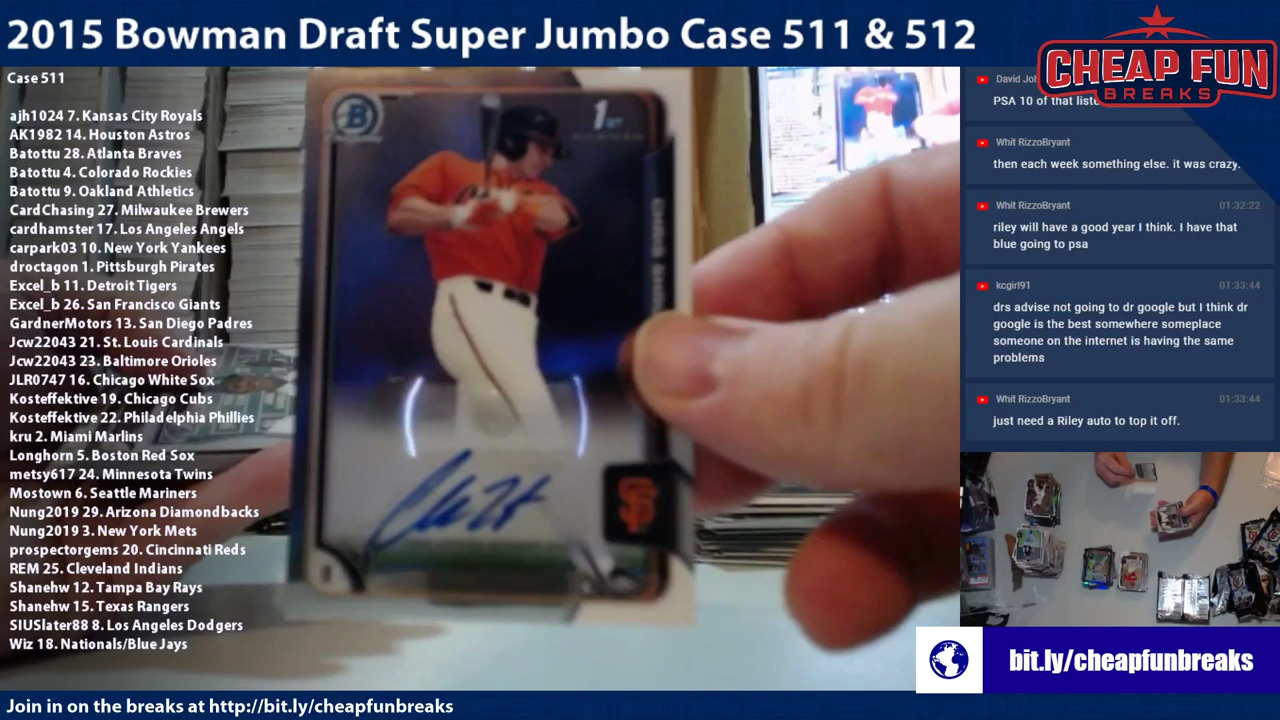 2015 Bowman Draft Super Jumbo Case 511 & 512
CHEAP FUN
BREAKS
Case 511
ajh1024 7. Kansas City Royals
AK1982 14. Houston Astros
Batottu 28. Atlanta Braves
Batottu 4. Colorado Rockies
Batottu 9. Oakland Athletics
CardChasing 27. Milwaukee Brewers
cardhamster 17. Los Angeles Angels
carpark03 10. New York Yankees
droctagon 1. Pittsburgh Pirates
Excel_b 11. Detroit Tigers
Excel_b 26. San Francisco Giants
GardnerMotors 13. San Diego Padres
Jcw22043 21. St. Louis Cardinals
Jcw22043 23. Baltimore Orioles
JLR0747 16. Chicago White Sox
Kosteffektive 19. Chicago Cubs
Kosteffektive 22. Philadelphia Phillies
kru 2. Miami Marlins
Longhorn 5. Boston Red Sox
metsy617 24. Minnesota Twins
Mostown 6. Seattle Mariners
Nung2019 29. Arizona Diamondbacks
Nung2019 3. New York Mets
prospectorgems 20. Cincinnati Reds
REM 25. Cleveland Indians
Shanehw 12. Tampa Bay Rays
Shanehw 15. Texas Rangers
SIUSlater88 8. Los Angeles Dodgers
Wiz 18. Nationals/Blue Jays
B
1st
SF
David
PSA 10 of that
Whit RizzoBryant
then each week something else. it was crazy.
Whit RizzoBryant 01:32:22
riley will have a good year I think. I have that
blue going to psa
kcgirl91 01:33:44
drs advise not going to dr google but I think dr
google is the best somewhere someplace
someone on the internet is having the same
problems
Whit RizzoBryant 01:33:44
just need a Riley auto to top it off.
bit.ly/cheapfunbreaks
Join in on the breaks at http://bit.ly/cheapfunbreaks